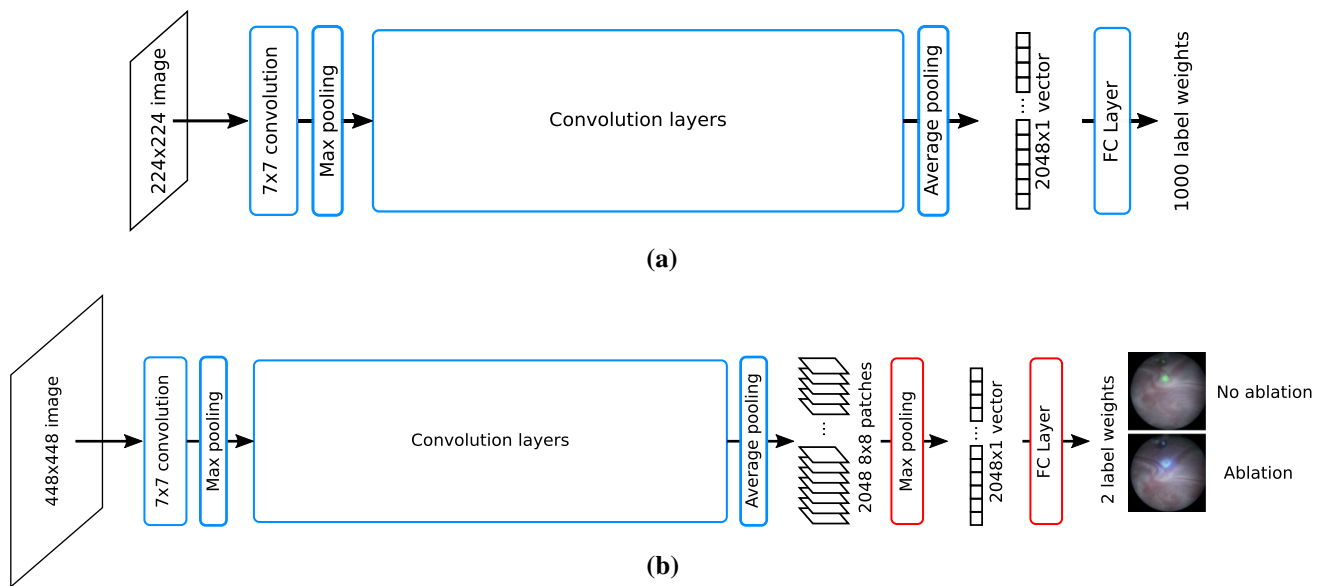 224x224 image
7x7 convolution
Max pooling
Convolution layers
Average pooling
...
2048x1 vector
FC Layer
1000 label weights
(a)
448x448 image
7x7 convolution
Max pooling
Convolution layers
Average pooling
...
2048 8x8 patches
Max pooling
...
2048x1 vector
FC Layer
2 label weights
No ablation
Ablation
(b)